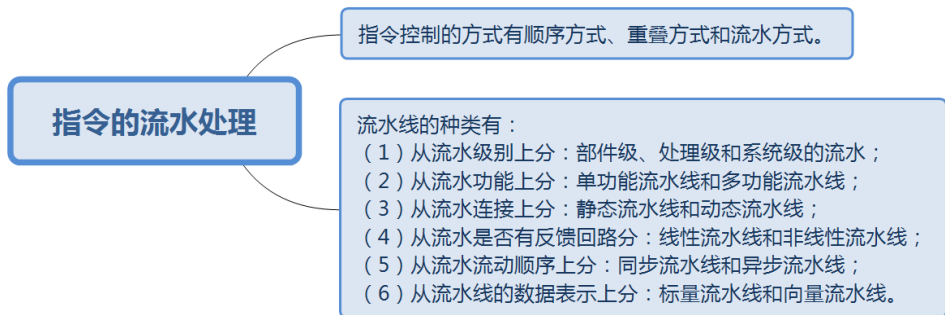 指令控制的方式有顺序方式、重叠方式和流水方式。
指令的流水处理
流水线的种类有：
（1）从流水级别上分：部件级、处理级和系统级的流水；
（2）从流水功能上分：单功能流水线和多功能流水线；
（3）从流水连接上分：静态流水线和动态流水线；
（4）从流水是否有反馈回路分：线性流水线和非线性流水线；
（5）从流水流动顺序上分：同步流水线和异步流水线；
（6）从流水线的数据表示上分：标量流水线和向量流水线。